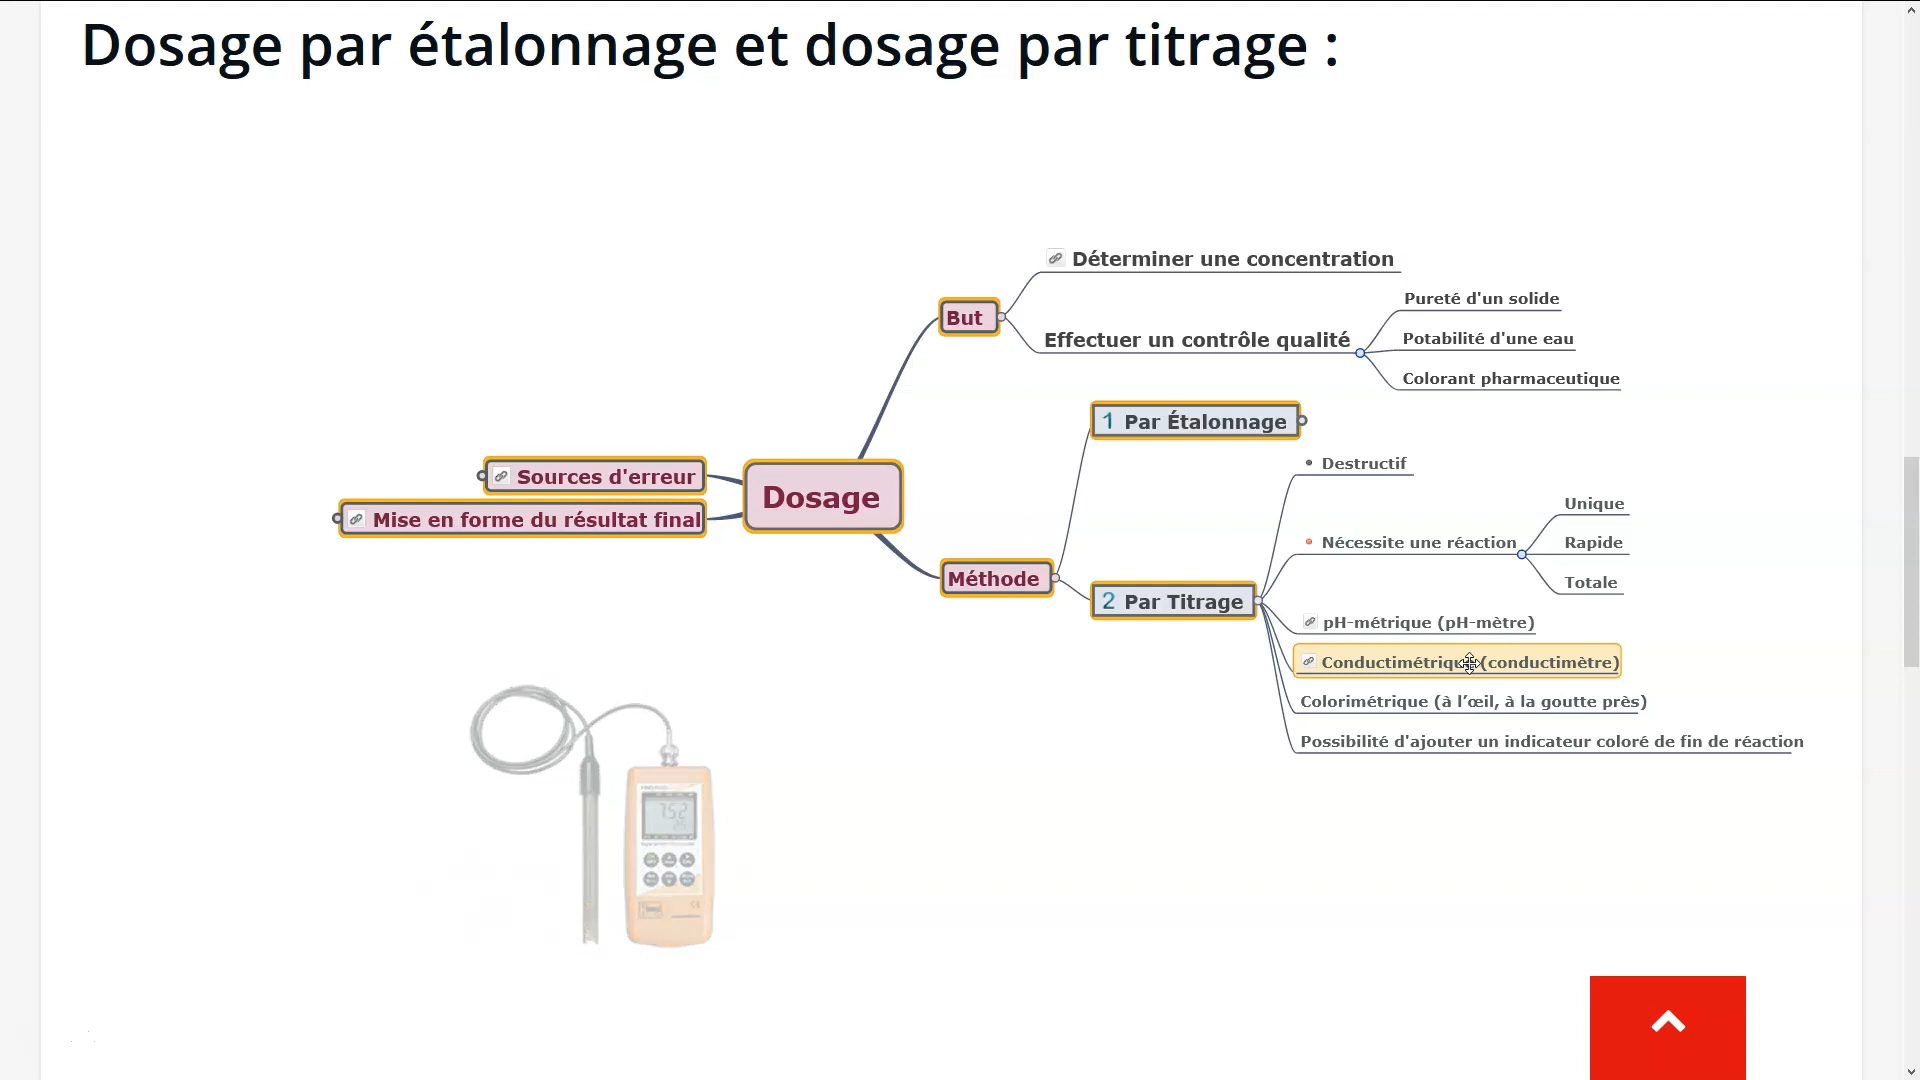 Dosage par étalonnage et dosage par titrage :
Déterminer une concentration
But
Effectuer un contrôle qualité
Pureté d'un solide
Potabilité d'une eau
Colorant pharmaceutique
1 Par Étalonnage
Sources d'erreur
Dosage
Mise en forme du résultat final
Méthode
2 Par Titrage
Destructif
Nécessite une réaction
Unique
Rapide
Totale
pH-métrique (pH-mètre)
Conductimétrique (conductimètre)
Colorimétrique (à l’œil, à la goutte près)
Possibilité d'ajouter un indicateur coloré de fin de réaction
7.52